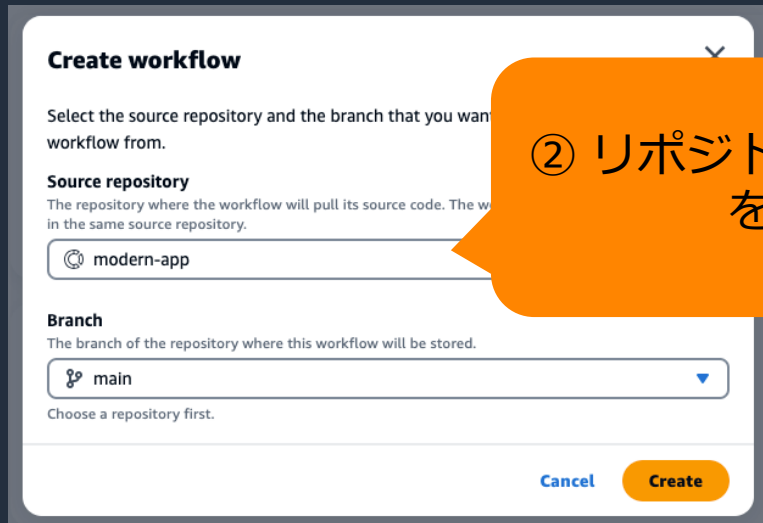 Create workflow
Select the source repository and the branch that you want
workflow from.
Source repository
The repository where the workflow will pull its source code. The
in the same source repository.
modern-app
② リポジト
を
Branch
The branch of the repository where this workflow will be stored.
main
Choose a repository first.
Cancel
Create